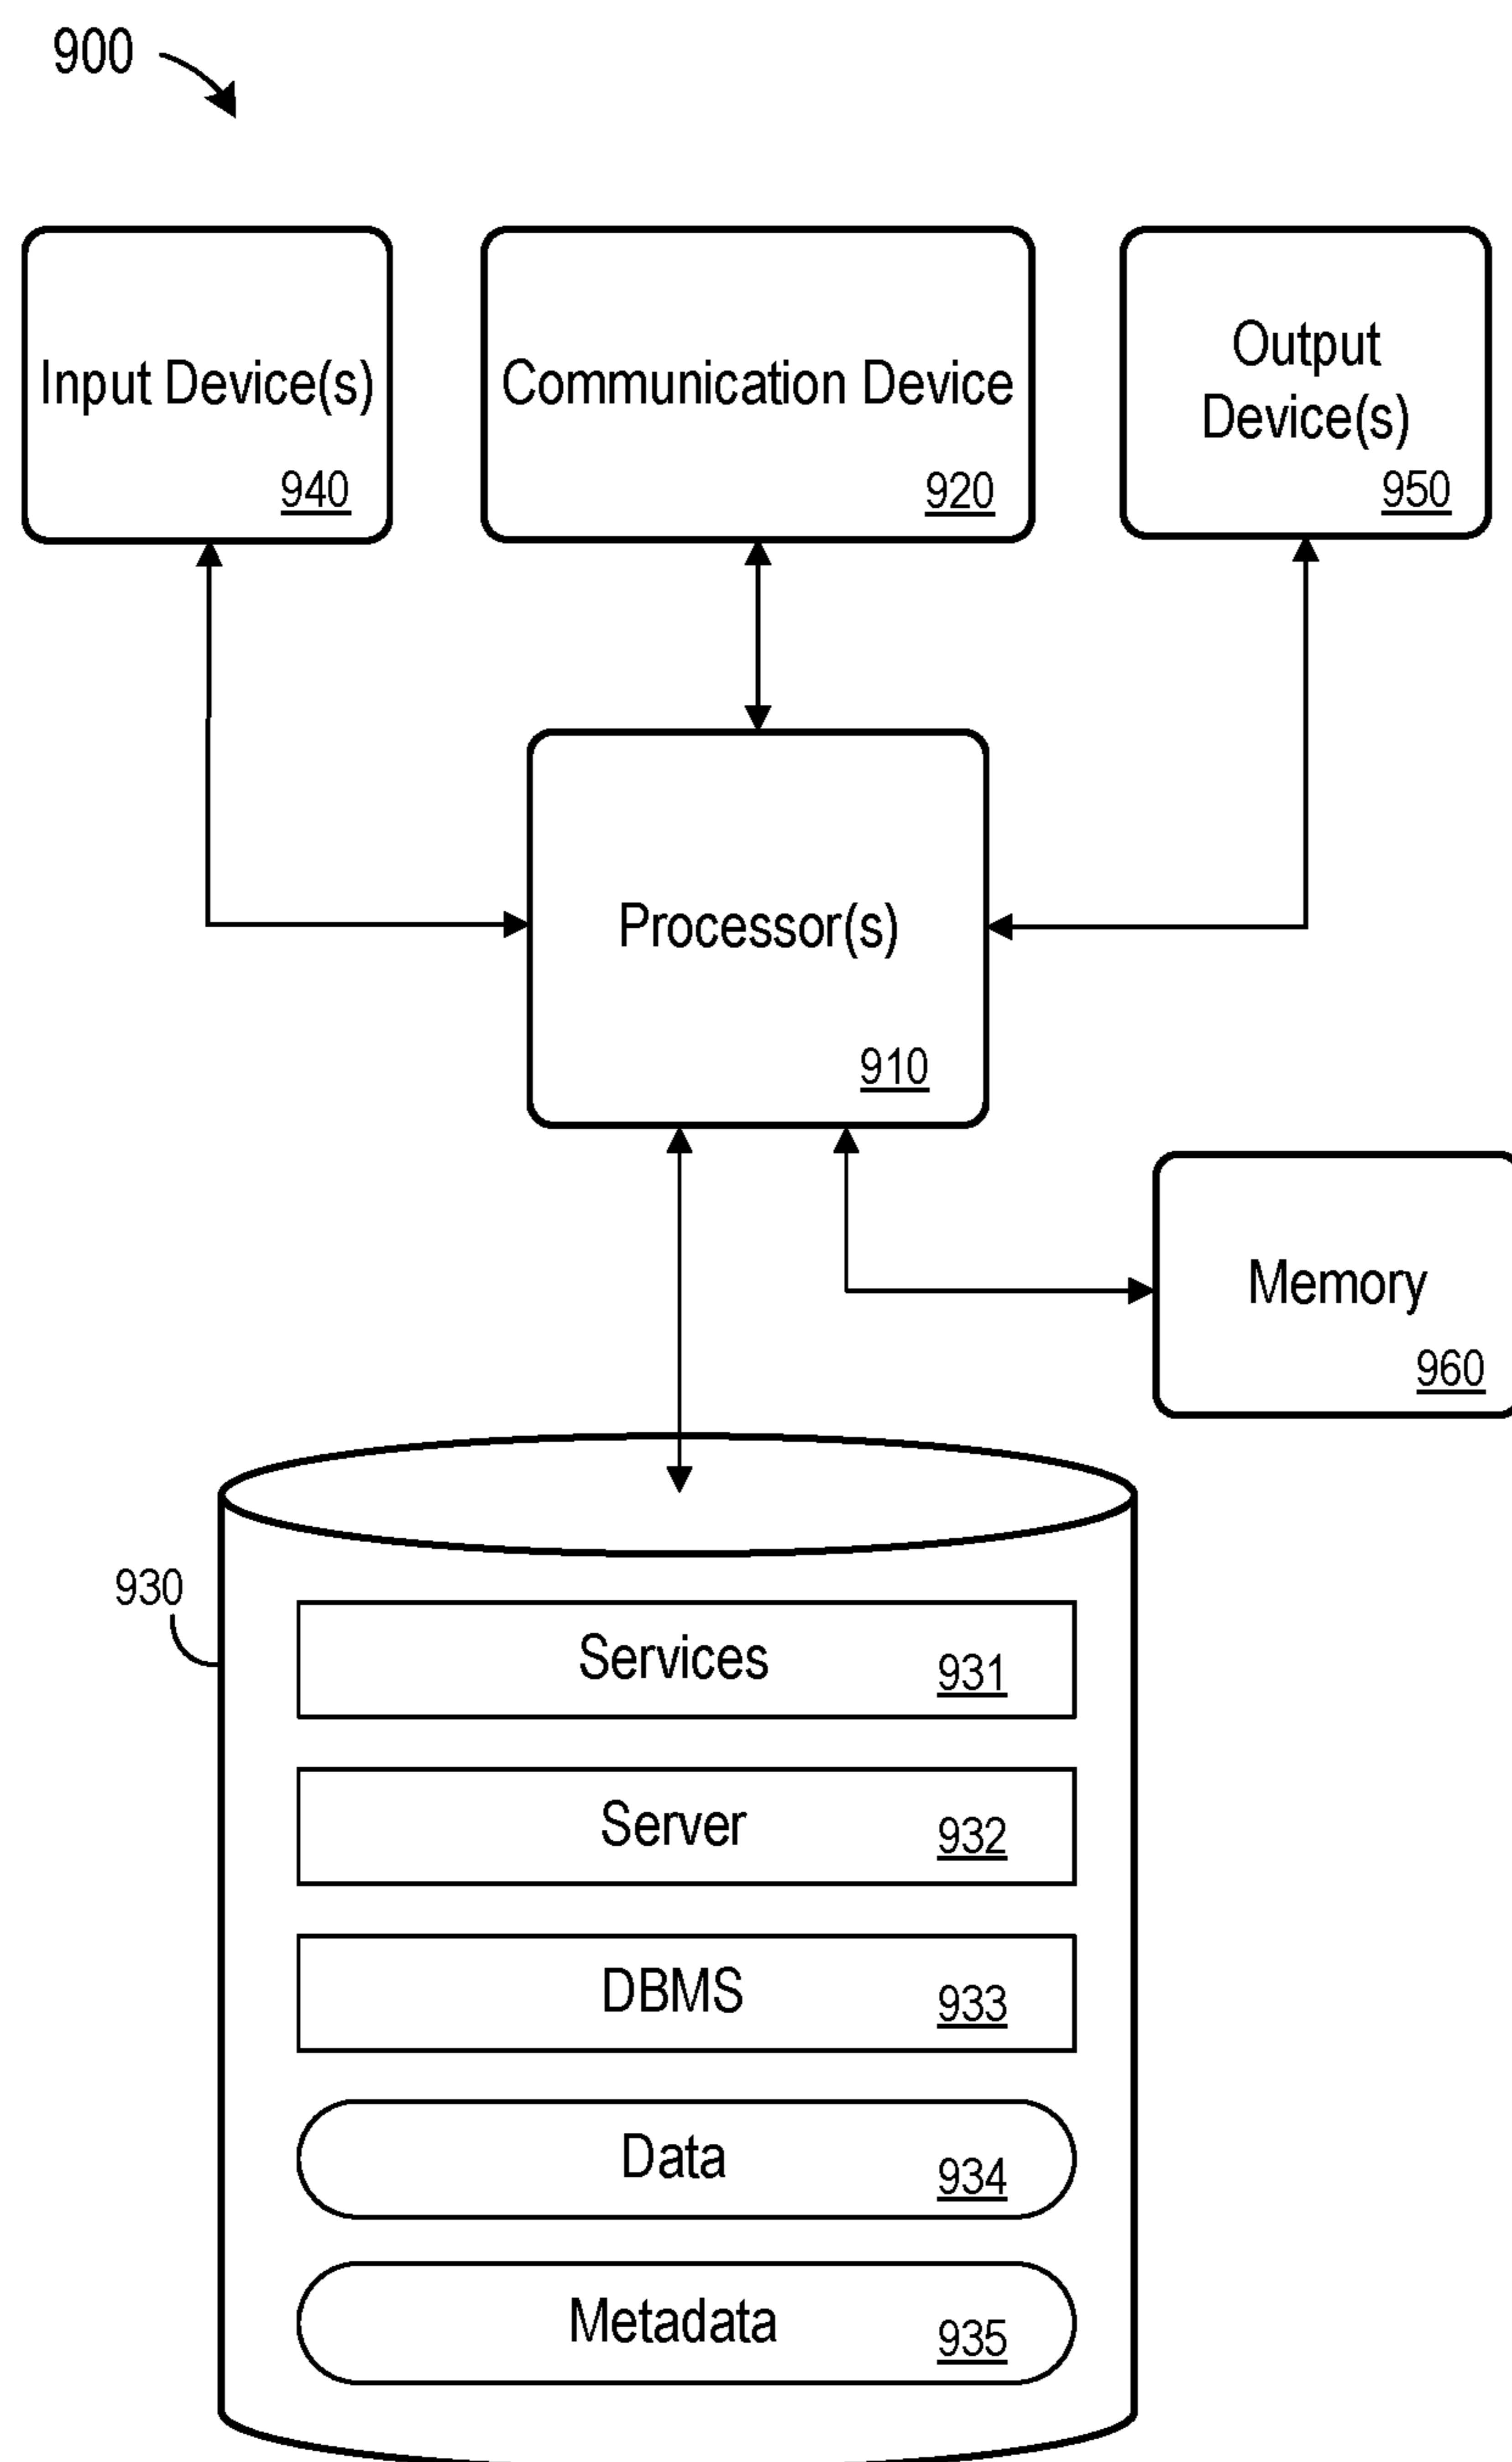 900
Input Device(s)
940
Communication Device
920
Output
Device(s)
950
Processor(s)
910
Memory
960
930
Services 931
Server 932
DBMS 933
Data 934
Metadata 935